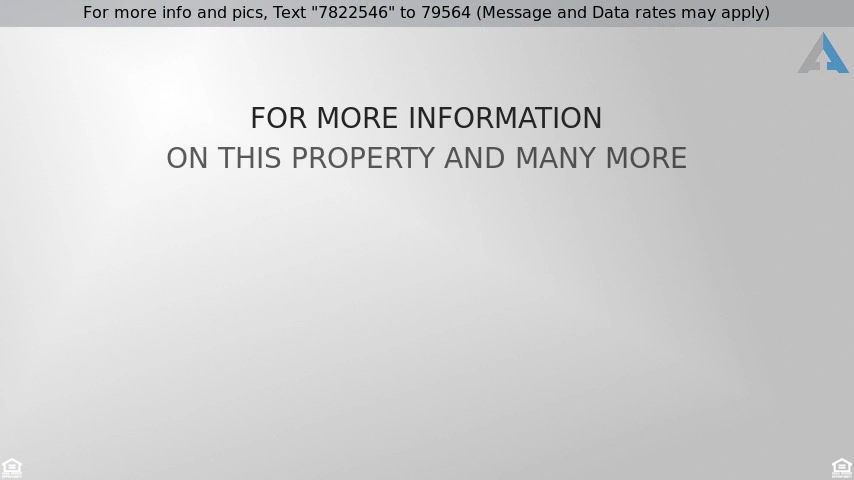 For more info and pics, Text "7822546" to 79564 (Message and Data rates may apply)
FOR MORE INFORMATION
ON THIS PROPERTY AND MANY MORE